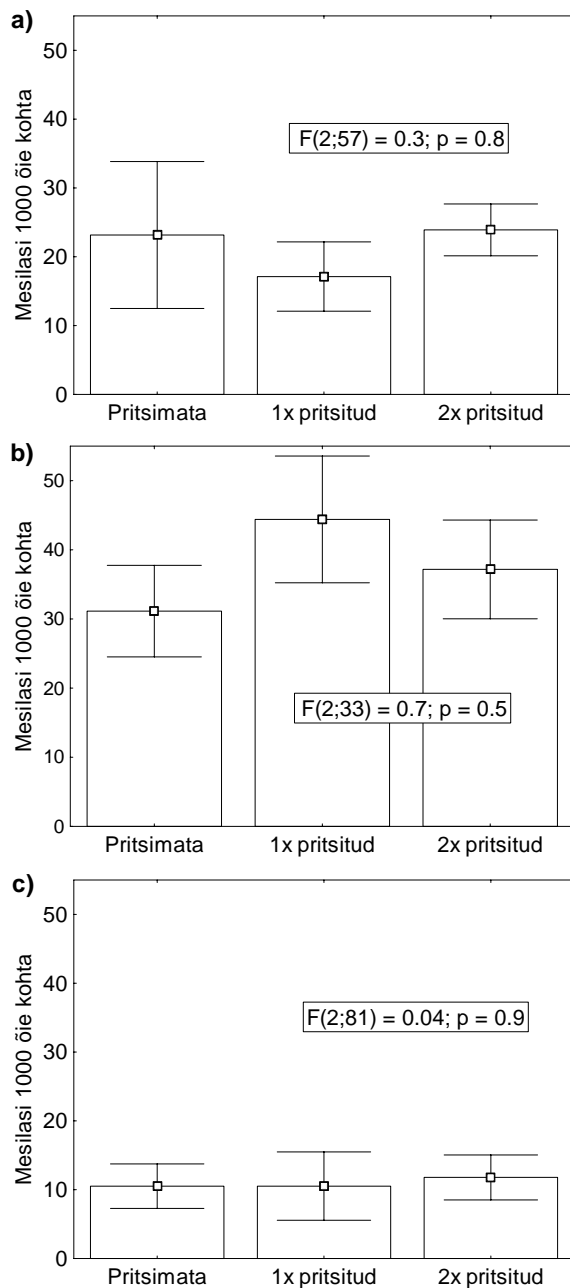 a)
Mesilasi 1000 õie kohta
50
40
30
20
10
0
F(2;57) = 0.3; p = 0.8
Pritsimata 1x pritsitud 2x pritsitud
b)
Mesilasi 1000 õie kohta
50
40
30
20
10
0
F(2;33) = 0.7; p = 0.5
Pritsimata 1x pritsitud 2x pritsitud
c)
Mesilasi 1000 õie kohta
50
40
30
20
10
0
F(2;81) = 0.04; p = 0.9
Pritsimata 1x pritsitud 2x pritsitud